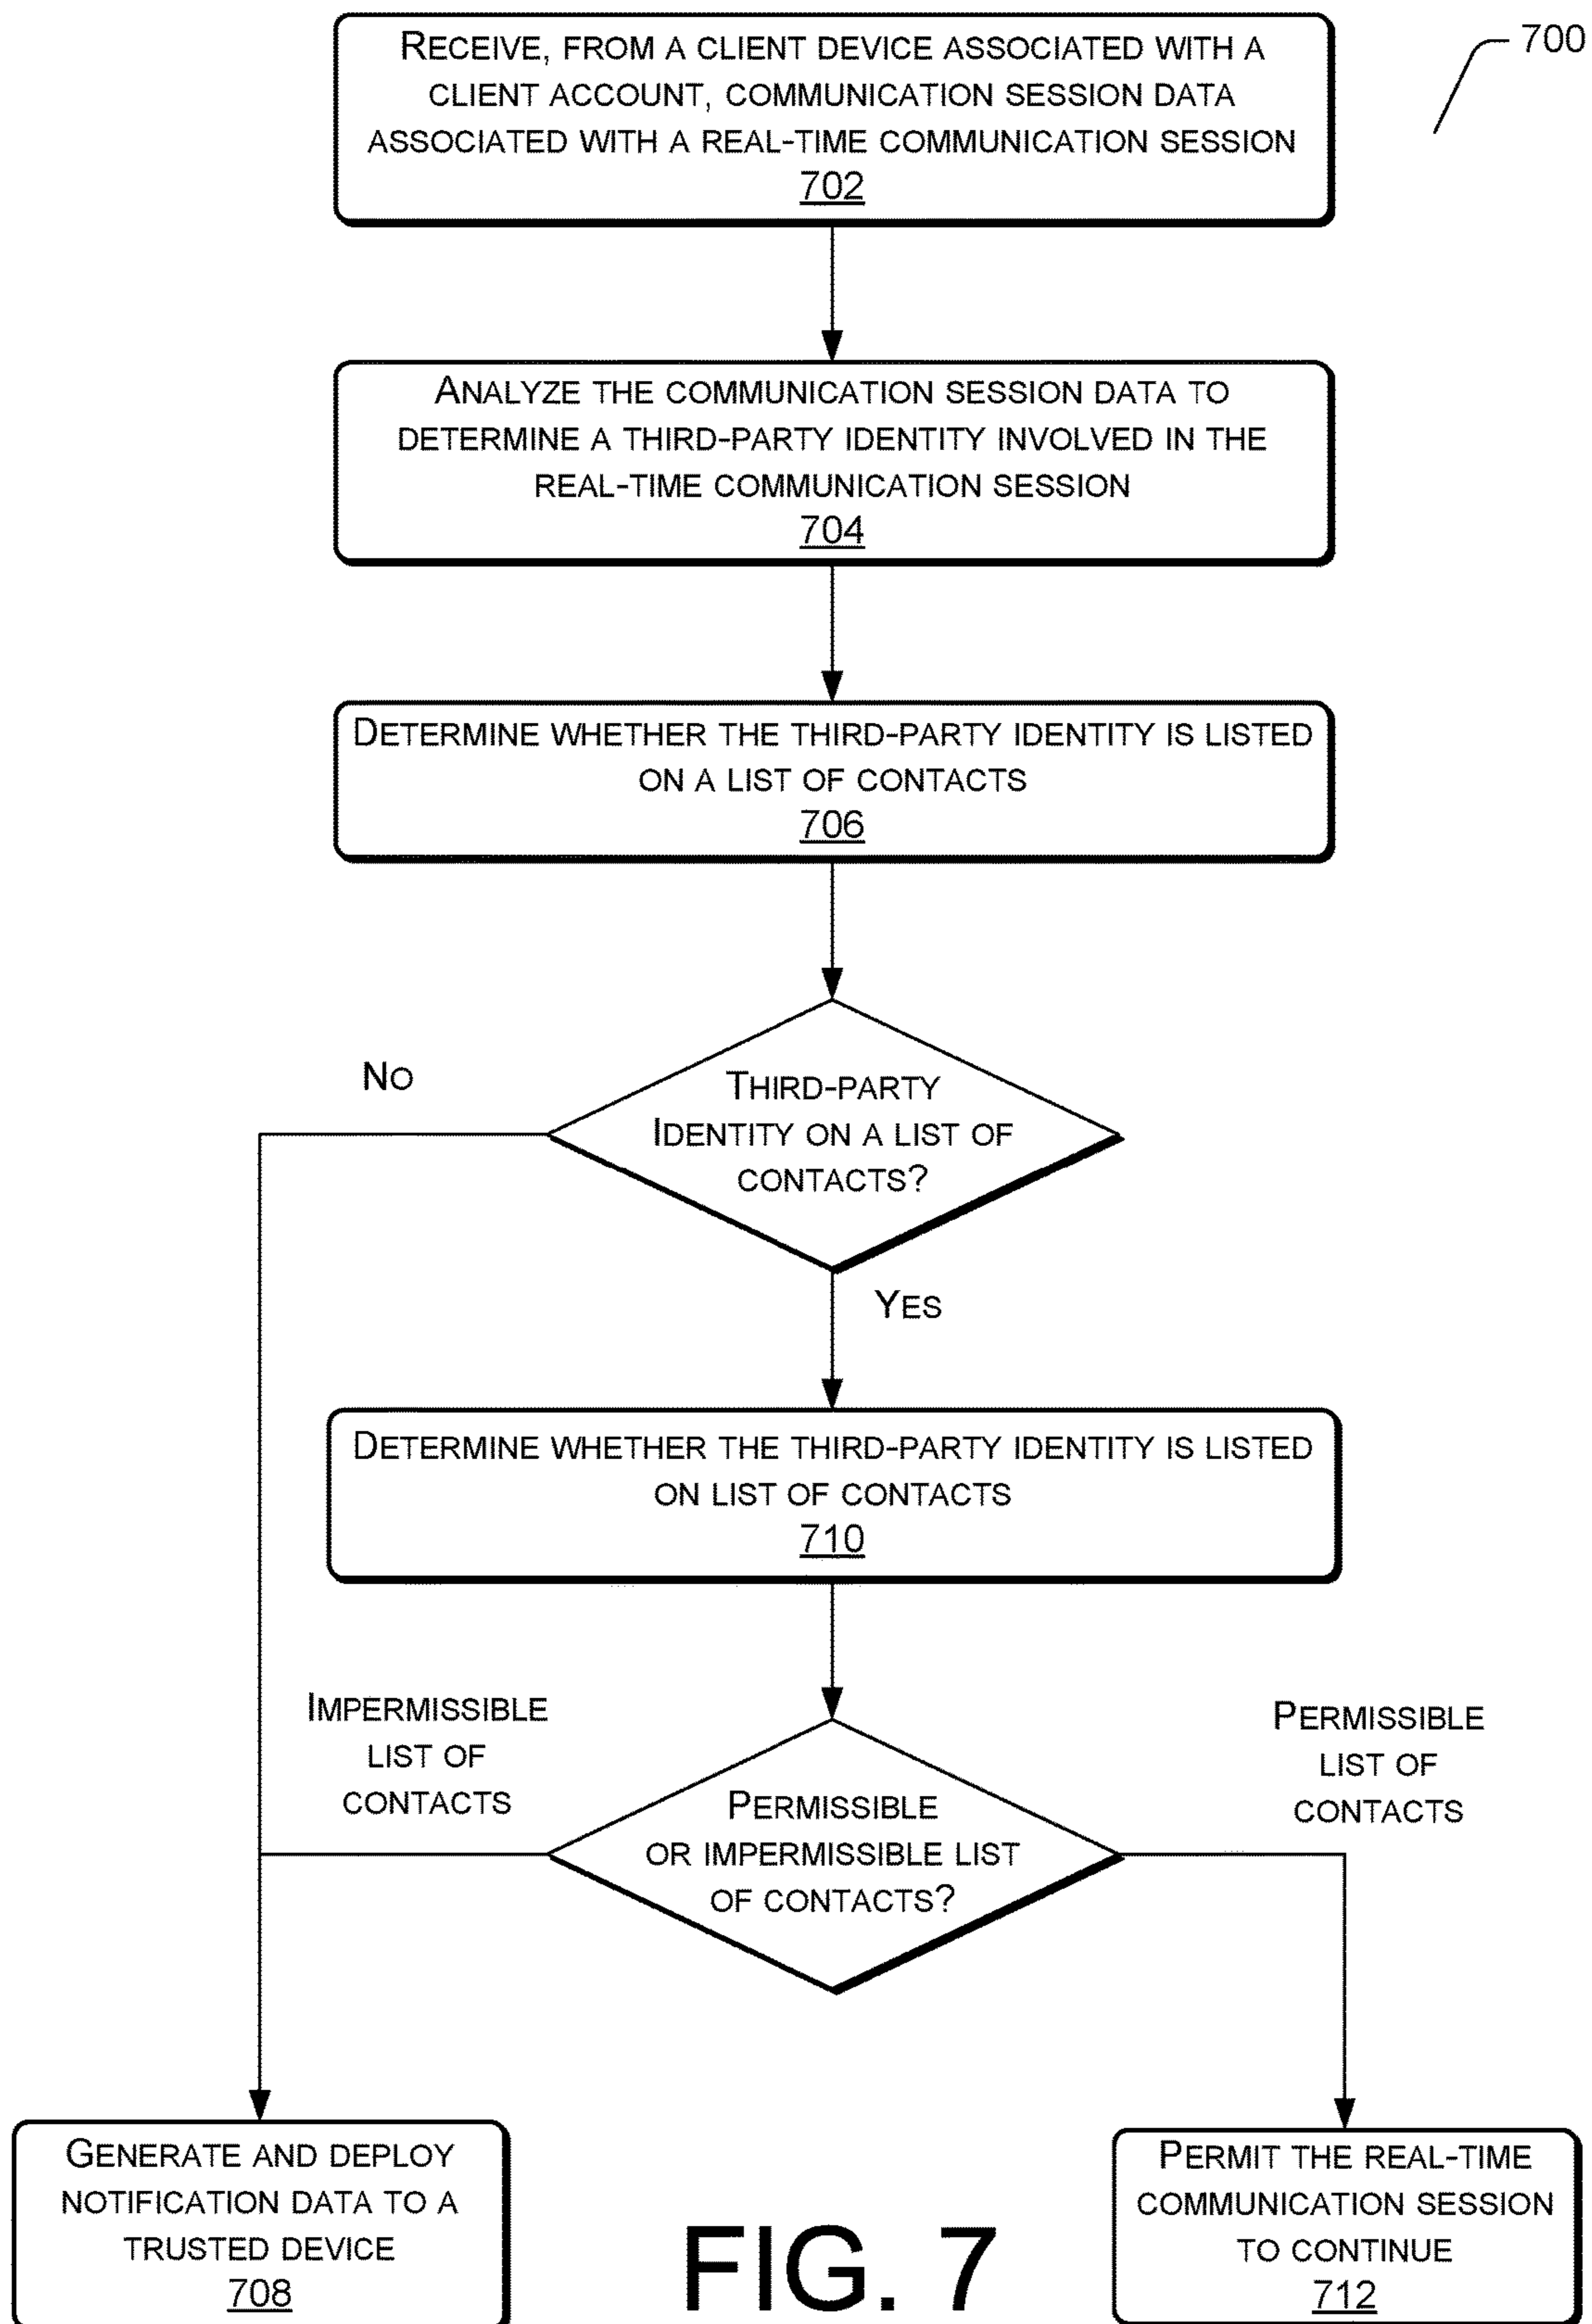 RECEIVE, FROM A CLIENT DEVICE ASSOCIATED WITH A
CLIENT ACCOUNT, COMMUNICATION SESSION DATA
ASSOCIATED WITH A REAL-TIME COMMUNICATION SESSION
702
700
ANALYZE THE COMMUNICATION SESSION DATA TO
DETERMINE A THIRD-PARTY IDENTITY INVOLVED IN THE
REAL-TIME COMMUNICATION SESSION
704
DETERMINE WHETHER THE THIRD-PARTY IDENTITY IS LISTED
ON A LIST OF CONTACTS
706
NO
THIRD-PARTY
IDENTITY ON A LIST OF
CONTACTS?
YES
DETERMINE WHETHER THE THIRD-PARTY IDENTITY IS LISTED
ON LIST OF CONTACTS
710
IMPERMISSIBLE
LIST OF
CONTACTS
PERMISSIBLE
OR IMPERMISSIBLE LIST
OF CONTACTS?
PERMISSIBLE
LIST OF
CONTACTS
GENERATE AND DEPLOY
NOTIFICATION DATA TO A
TRUSTED DEVICE
708
PERMIT THE REAL-TIME
COMMUNICATION SESSION
TO CONTINUE
712
FIG. 7